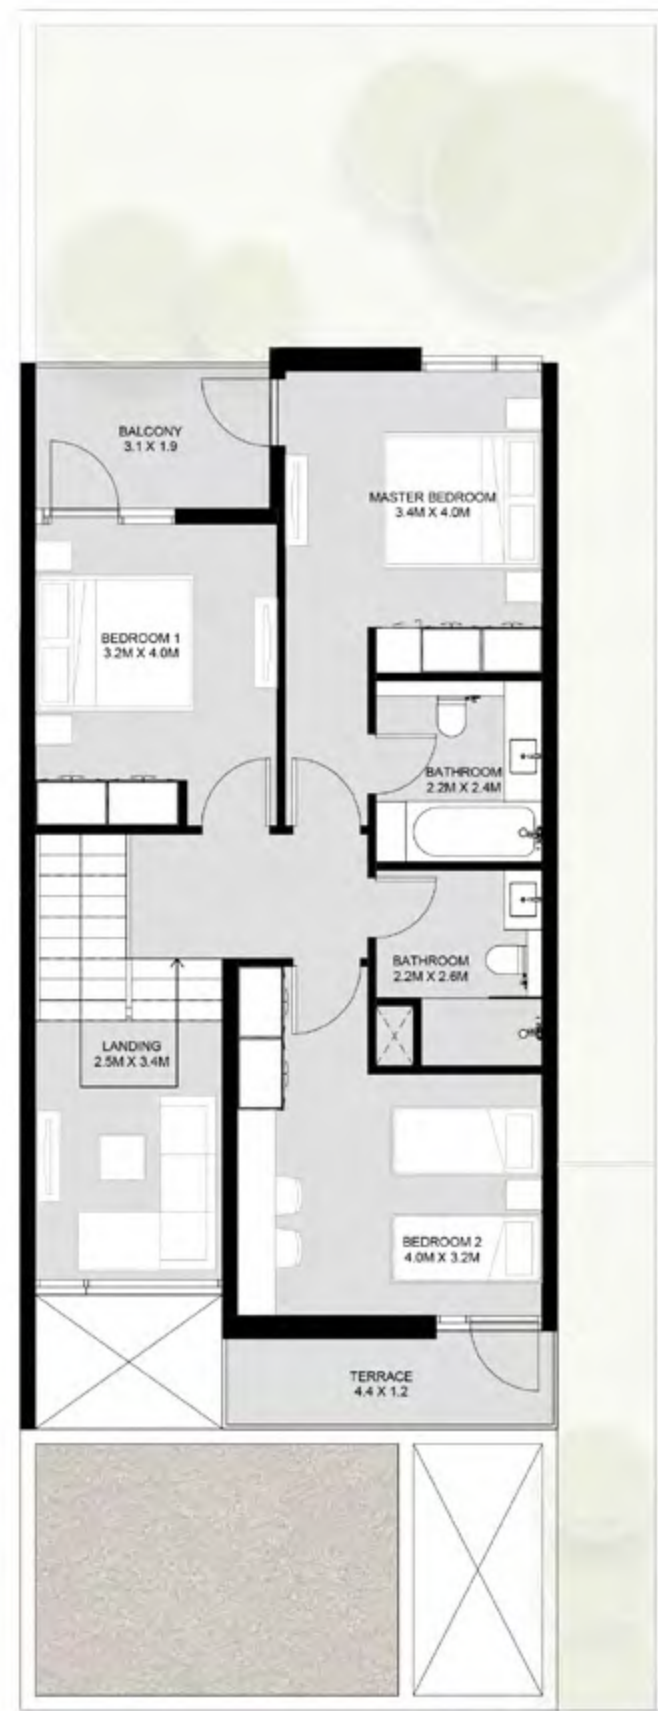 BALCONY
3.1 X 1.9
MASTER BEDROOM
3.4M X 4.0M
BEDROOM 1
3.2M X 4.0M
BATHROOM
2.2M X 2.4M
BATHROOM
2.2M X 2.6M
X
LANDING
2.5M X 3.4M
BEDROOM 2
4.0M X 3.2M
TERRACE
4.4 X 1.2